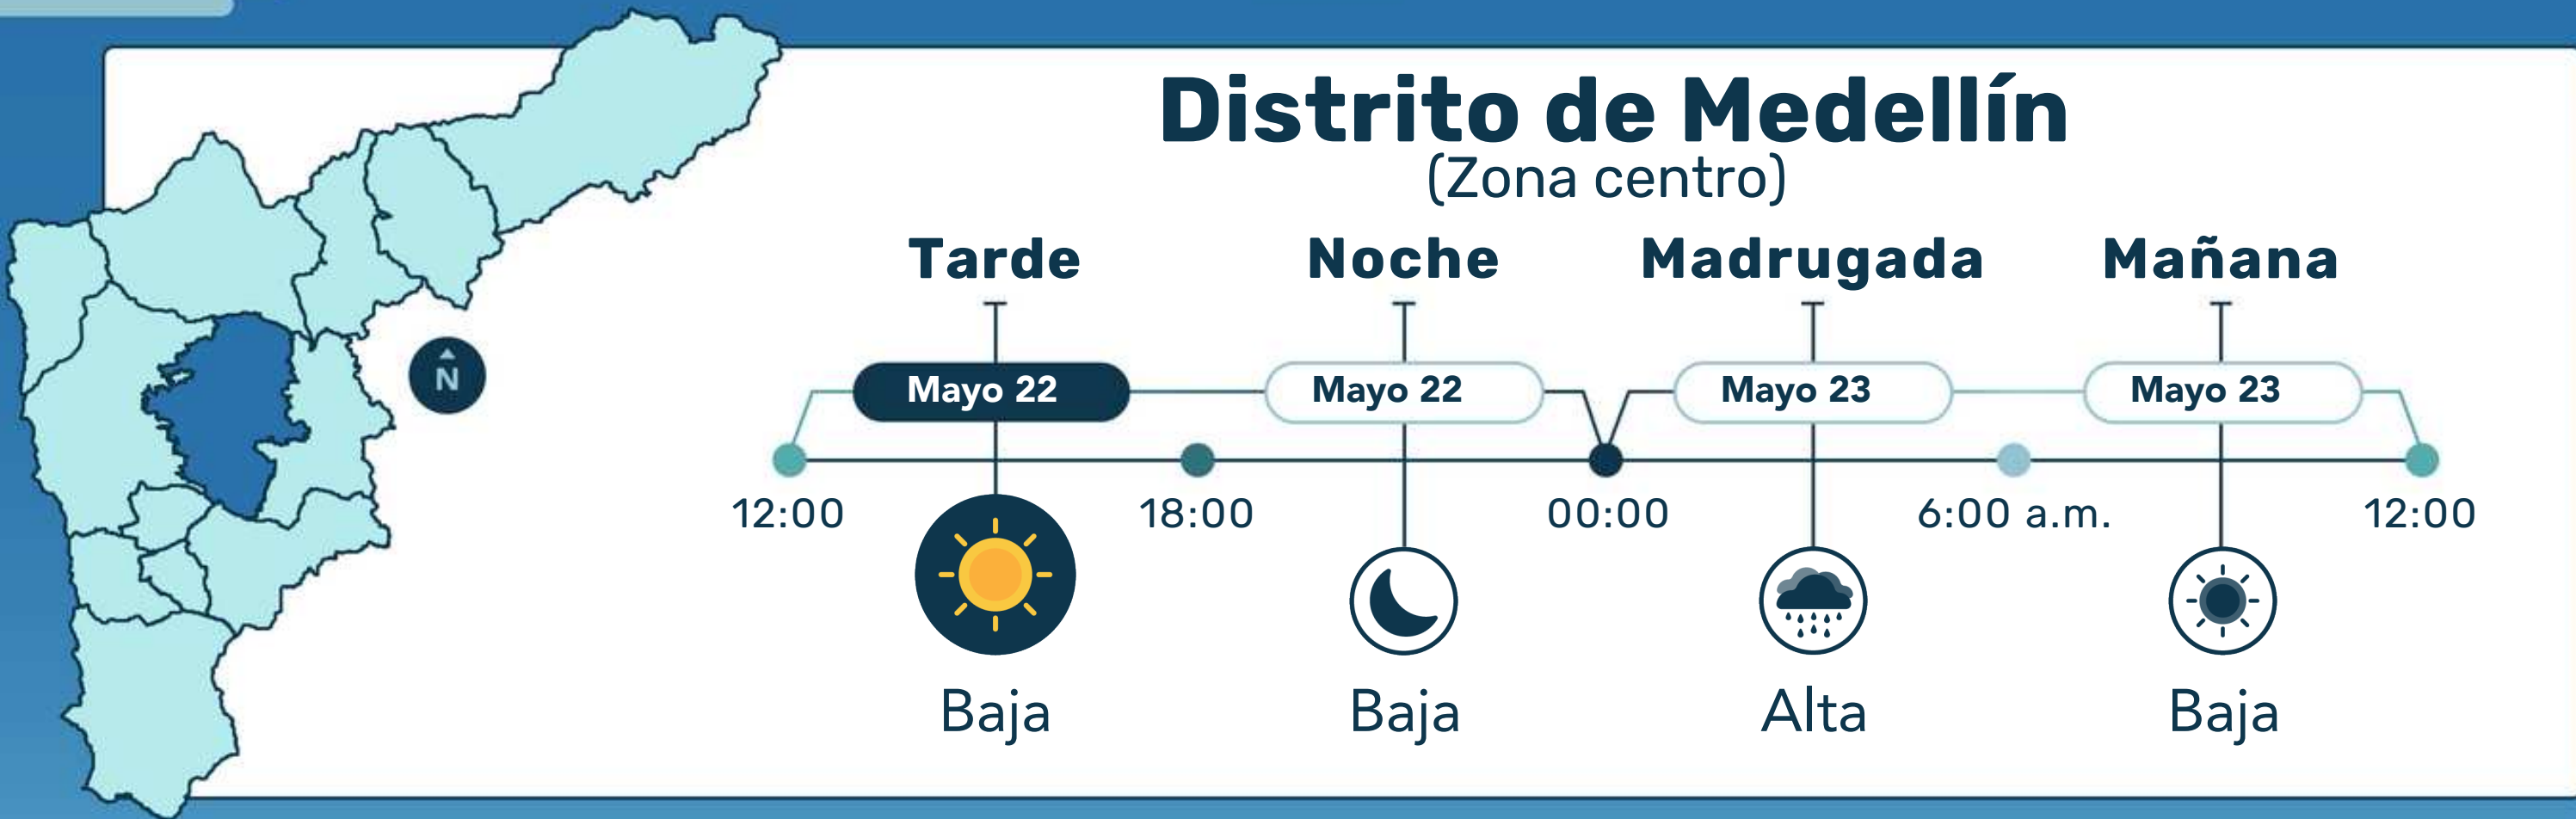 Distrito de Medellín
(Zona centro)
Tarde Noche Madrugada Mañana
N
Mayo 22 Mayo 22 Mayo 23 Mayo 23
12:00 18:00 00:00 6:00 a.m. 12:00
Baja Baja Alta Baja